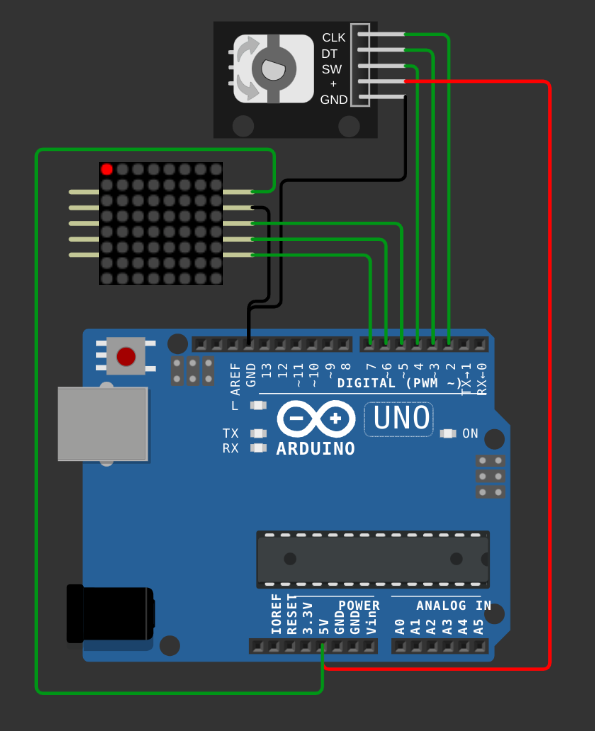 CLK
DT
SW
+
GND
AREF
GND
13
12
~11
~10
~9
8
7
~6
~5
4
~3
2
TX→1
RX←0
DIGITAL (PWM ~)
L
TX
RX
UNO
ON
ARDUINO
IOREF
RESET
3.3V
5V
GND
GND
Vin
POWER
ANALOG IN
A0
A1
A2
A3
A4
A5